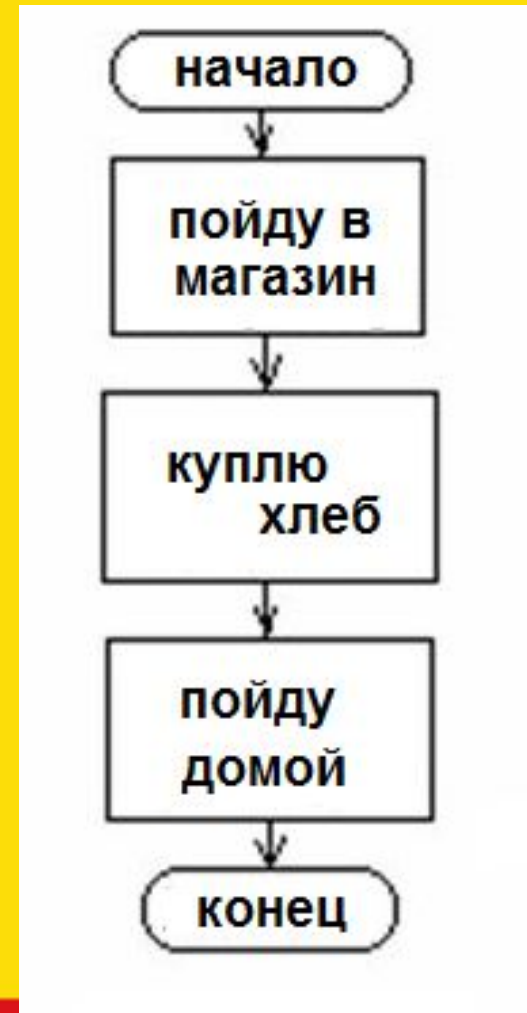 начало
пойду в
магазин
куплю
хлеб
пойду
домой
конец